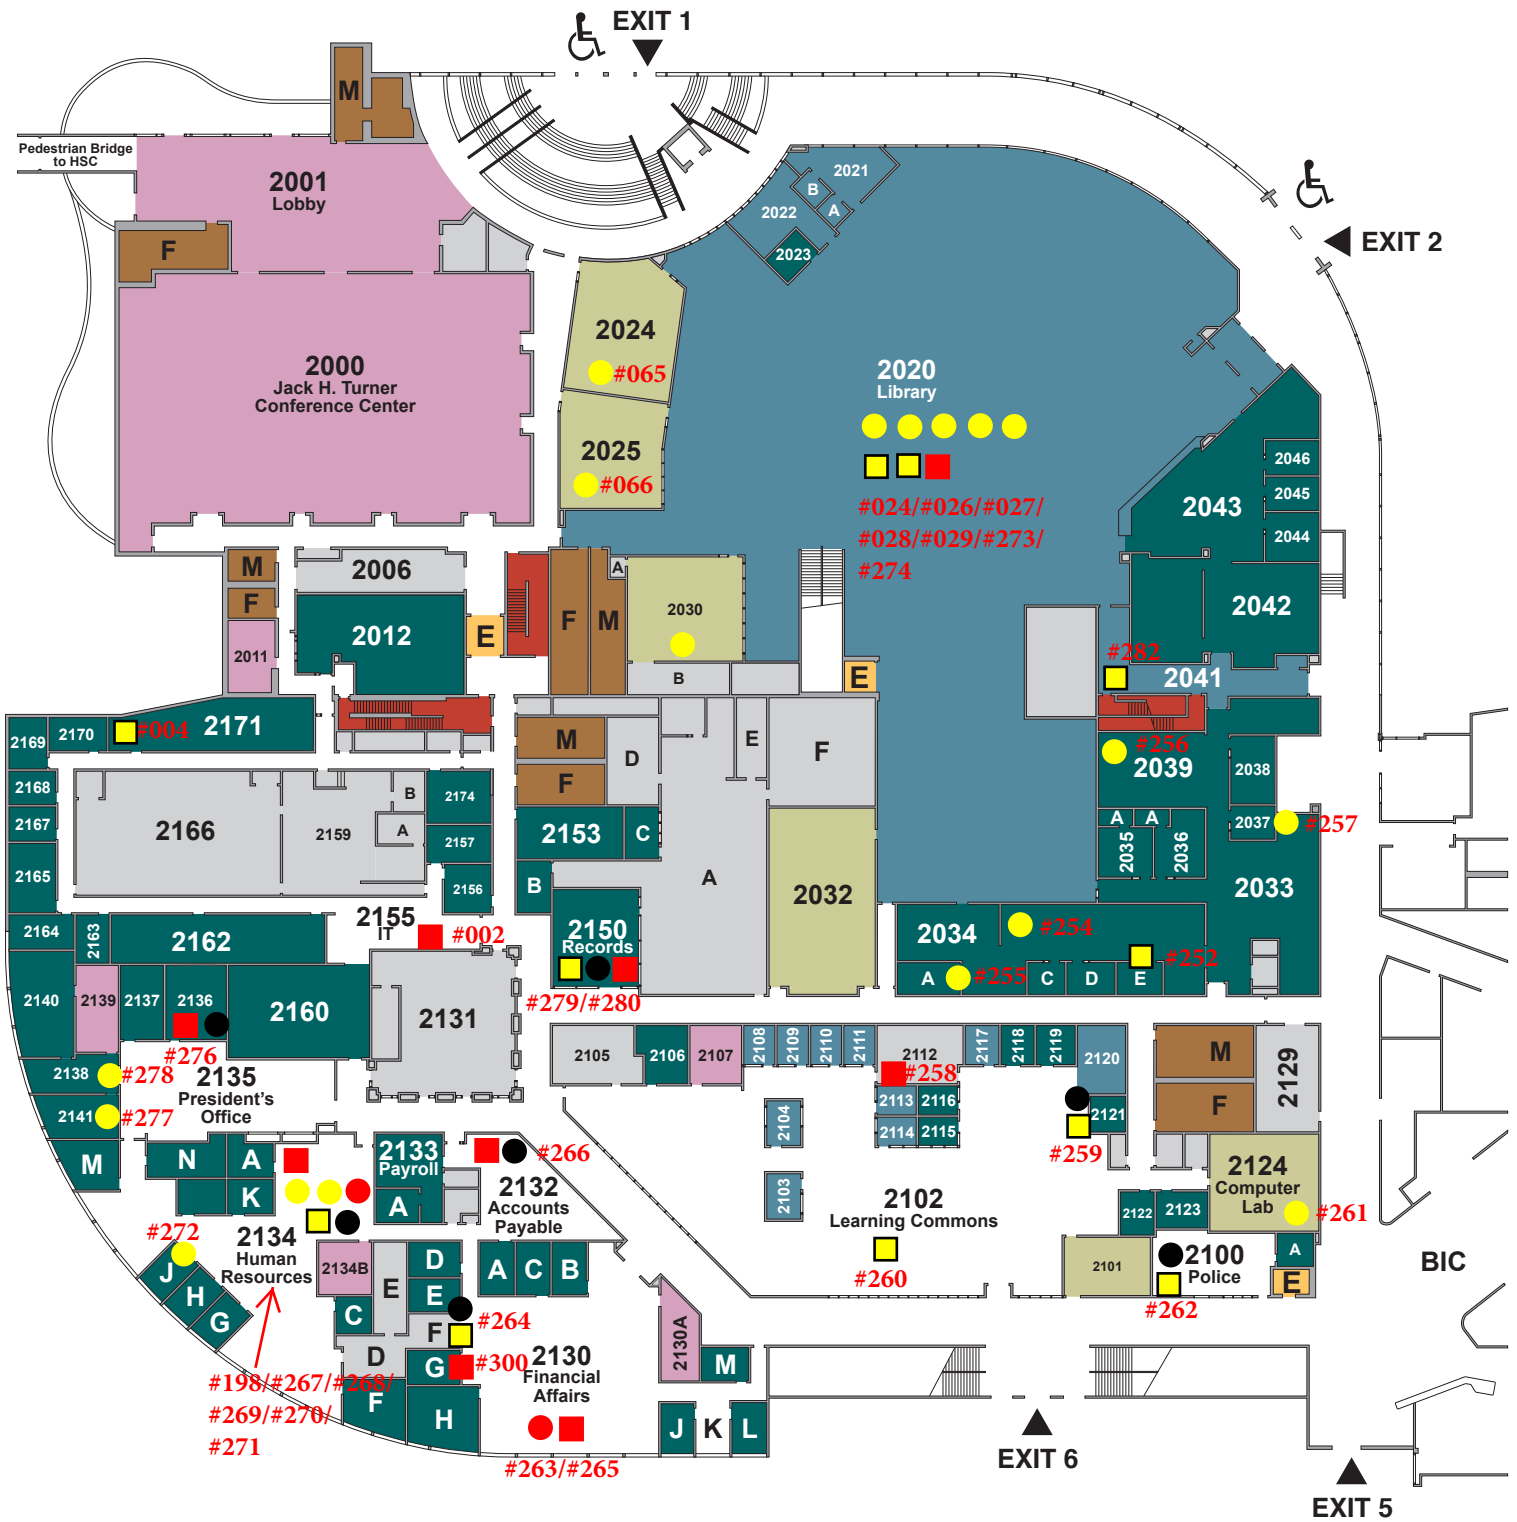 EXIT 1
M
Pedestrian Bridge
to HSC
2001
Lobby
F
2021
B
A
2022
2023
EXIT 2
2024
#065
2000
Jack H. Turner
Conference Center
2020
Library
2025
#066
#024/#026/#027/
#028/#029/#273/
#274
2046
2045
2044
2043
M
F
2006
2012
2011
E
F
M
A
2030
B
E
2042
#282
2041
2171
#004
2170
2169
2168
2167
2165
2166
2159
B
A
2174
2157
2156
M
F
D
E
F
2153
C
B
A
2032
#256
2039
2038
2037
#257
A
A
2035
2036
2033
2164
2163
2162
2155
IT
#002
2150
Records
#279/#280
2034
#254
A
#255
C
D
E
#252
2140
2139
2137
2136
#276
2160
2131
2138
#278
2141
#277
2135
President's
Office
M
N
A
K
2105
2106
2107
2108
2109
2110
2111
2112
#258
2117
2118
2119
2120
2113
2116
2114
2115
2121
#259
2104
2103
M
F
2129
2133
Payroll
A
#266
2132
Accounts
Payable
2102
Learning Commons
#260
2124
Computer
Lab
#261
2122
2123
A
E
2101
2100
Police
#262
BIC
#272
J
H
G
2134
Human
Resources
2134B
C
E
D
D
E
F
G
F
H
#264
#300
A
C
B
2130
Financial
Affairs
#263/#265
2130A
M
J
K
L
#198/#267/#268/
#269/#270/
#271
EXIT 6
EXIT 5